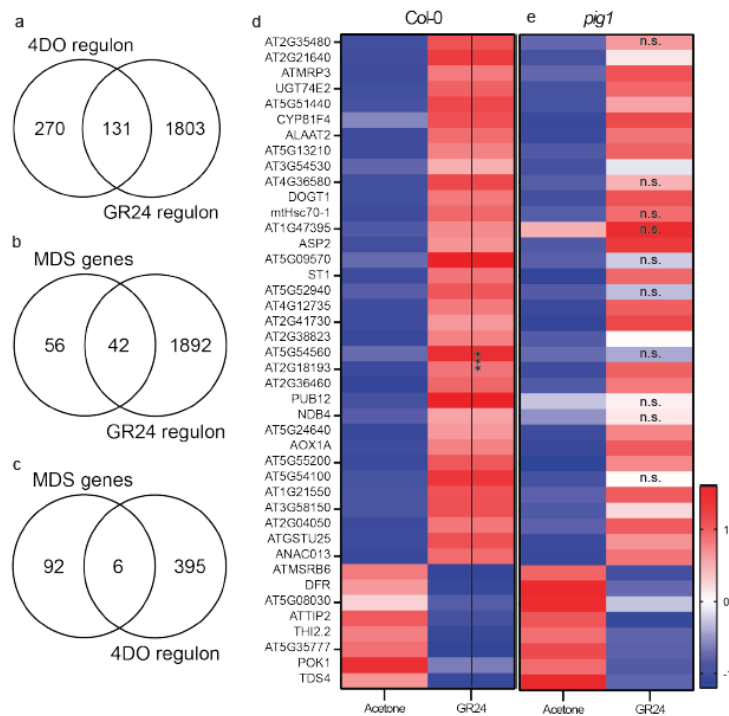 a
4DO regulon
270 131 1803
GR24 regulon
b
MDS genes
56 42 1892
GR24 regulon
c
MDS genes
92 6 395
4DO regulon
d Col-0
AT2G35480
AT2G21640
ATMRP3
UGT74E2
AT5G51440
CYP81F4
ALAAT2
AT5G13210
AT3G54530
AT4G36580
DOGT1
mtHsc70-1
AT1G47395
ASP2
AT5G09570
ST1
AT5G52940
AT4G12735
AT2G41730
AT2G38823
AT5G54560
AT2G18193
AT2G36460
PUB12
NDB4
AT5G24640
AOX1A
AT5G55200
AT5G54100
AT1G21550
AT3G58150
AT2G04050
ATGSTU25
ANAC013
ATMSRB6
DFR
AT5G08030
ATTIP2
THI2.2
AT5G35777
POK1
TDS4
***
Acetone GR24
e pig1
n.s.
n.s.
n.s.
n.s.
n.s.
n.s.
n.s.
n.s.
n.s.
n.s.
Acetone GR24
1
0
-1